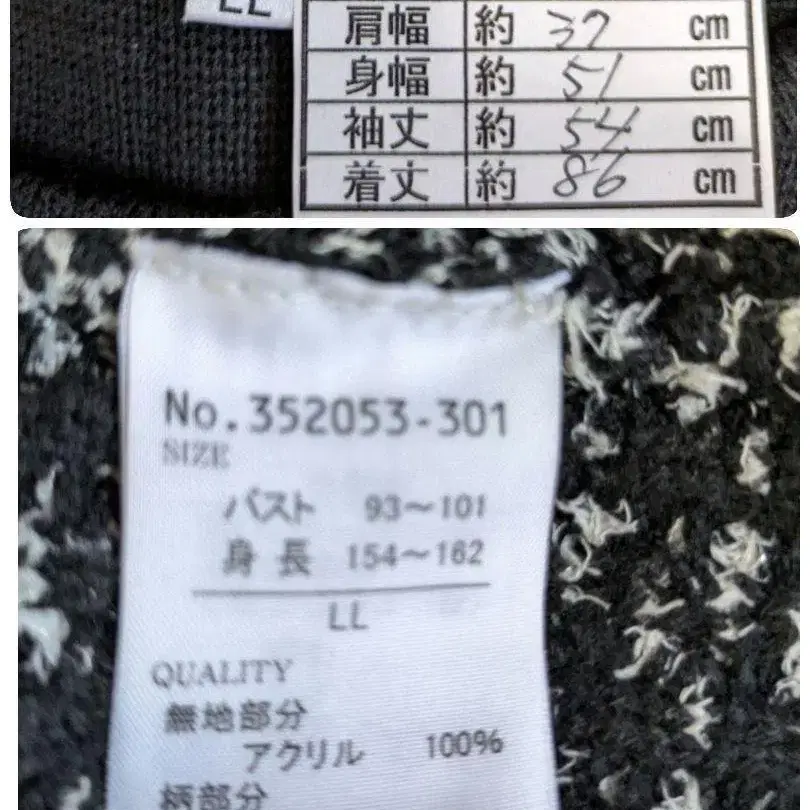 LL
肩幅 約 37 cm
身幅 約 51 cm
袖丈 約 54 cm
着丈 約 86 cm
No.352053-301
SIZE
バスト 93〜101
身長 154〜162
LL
QUALITY
無地部分
アクリル 100%
柄部分